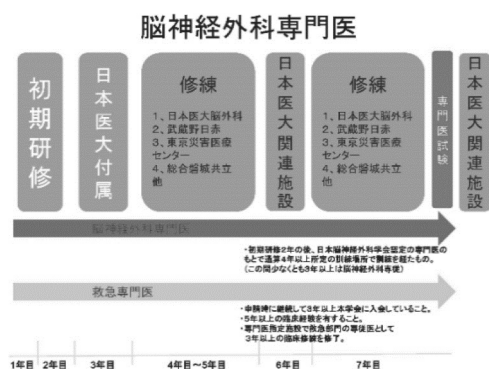 脳神経外科専門医
初期研修
日本医大付属
修練
1、日本医大脳外科
2、武蔵野日赤
3、東京災害医療
センター
4、総合磐城共立
他
日本医大関連施設
修練
1、日本医大脳外科
2、武蔵野日赤
3、東京災害医療
センター
4、総合磐城共立
他
専門医試験
日本医大関連施設
脳神経外科専門医
・初期研修2年の後、日本脳神経外科学会認定の専門医の
もとで通算4年以上所定の訓練場所で訓練を経たもの。
(この間少なくとも3年以上は脳神経外科専従)
救急専門医
・申請時に継続して3年以上本学会に入会していること。
・5年以上の臨床経験を有すること。
・専門医指定施設で救急部門の専従医として
3年以上の臨床修練を修了。
1年目 2年目 3年目 4年目～5年目 6年目 7年目